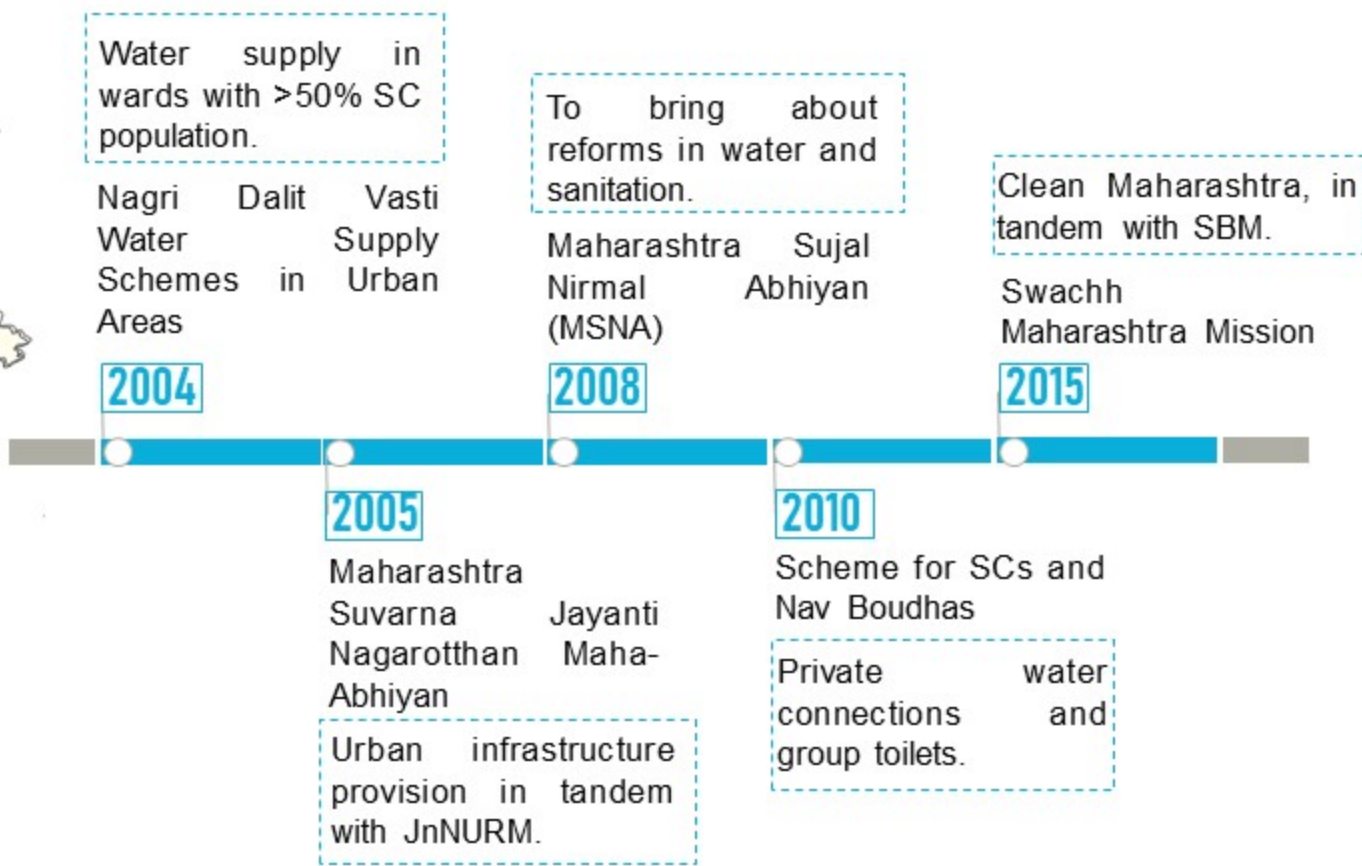 Water supply in
wards with >50% SC
population.
Nagri Dalit Vasti
Water Supply
Schemes in Urban
Areas
2004
To bring about
reforms in water and
sanitation.
Maharashtra Sujal
Nirmal Abhiyan
(MSNA)
2008
Clean Maharashtra, in
tandem with SBM.
Swachh
Maharashtra Mission
2015
2005
Maharashtra
Suvarna Jayanti
Nagarotthan Maha-
Abhiyan
Urban infrastructure
provision in tandem
with JnNURM.
2010
Scheme for SCs and
Nav Boudhas
Private water
connections and
group toilets.